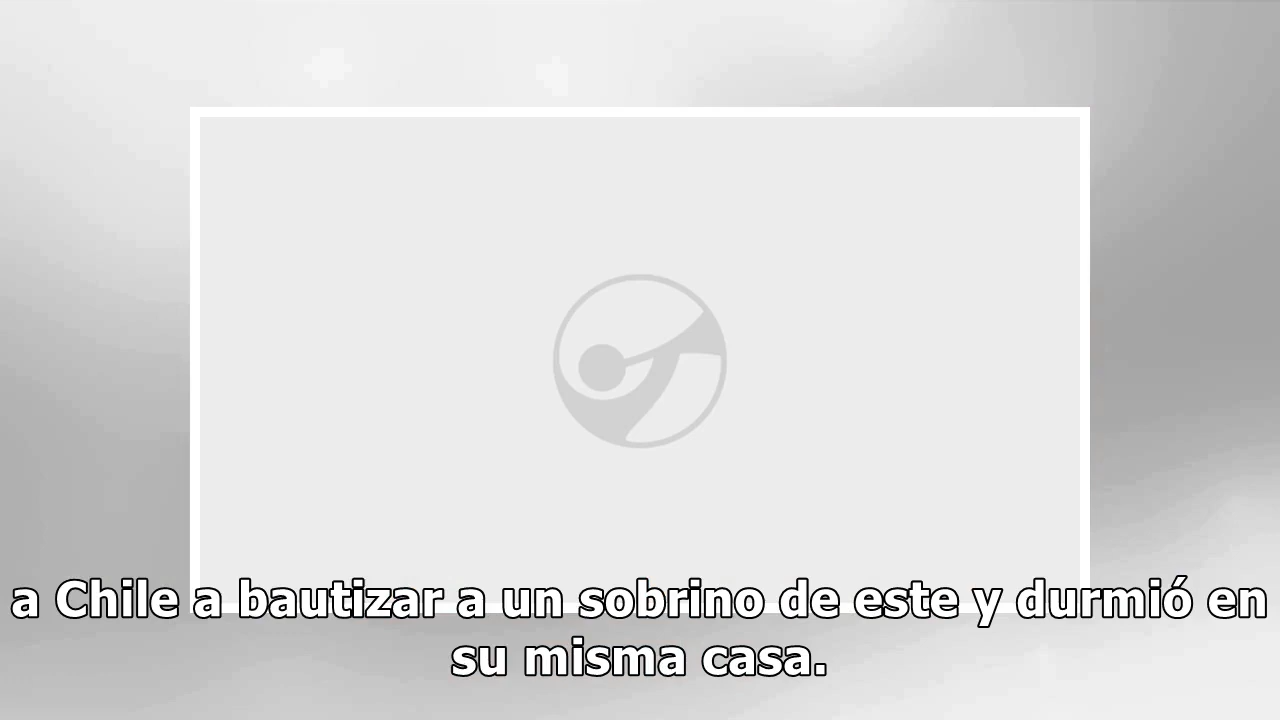 a Chile a bautizar a un sobrino de este y durmió en
su misma casa.